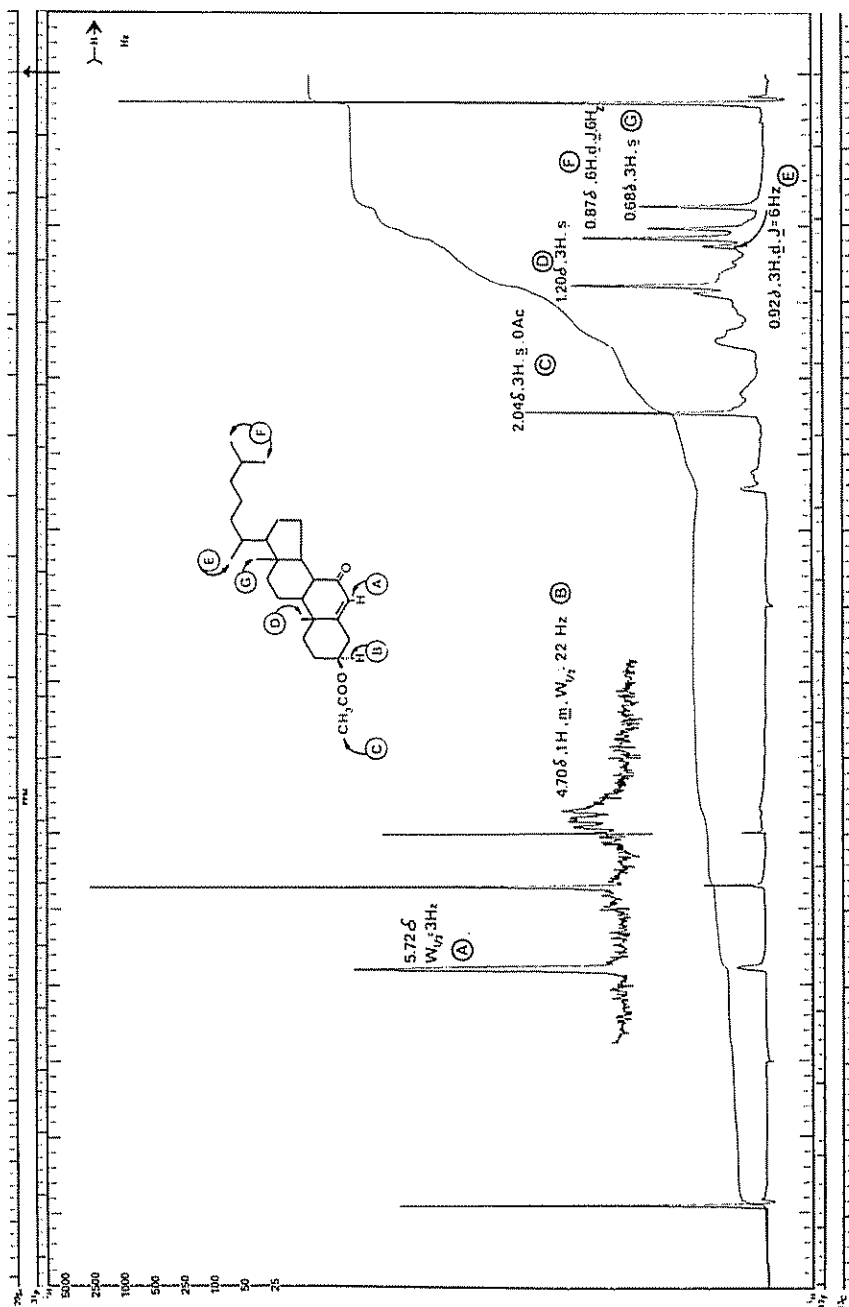 Hz
5000
2500
1000
500
250
100
50
25
5.72δ
W1/2:3Hz
A
4.70δ.1H.m.W1/2: 22 Hz B
2.04δ.3H.s.OAc
C
D
1.20δ.3H.s
F
0.87δ.6H.d.J.6Hz
0.68δ.3H.s G
0.92δ.3H.d.J=6Hz E
CH3COO
H
H
O
A
B
C
D
E
F
G